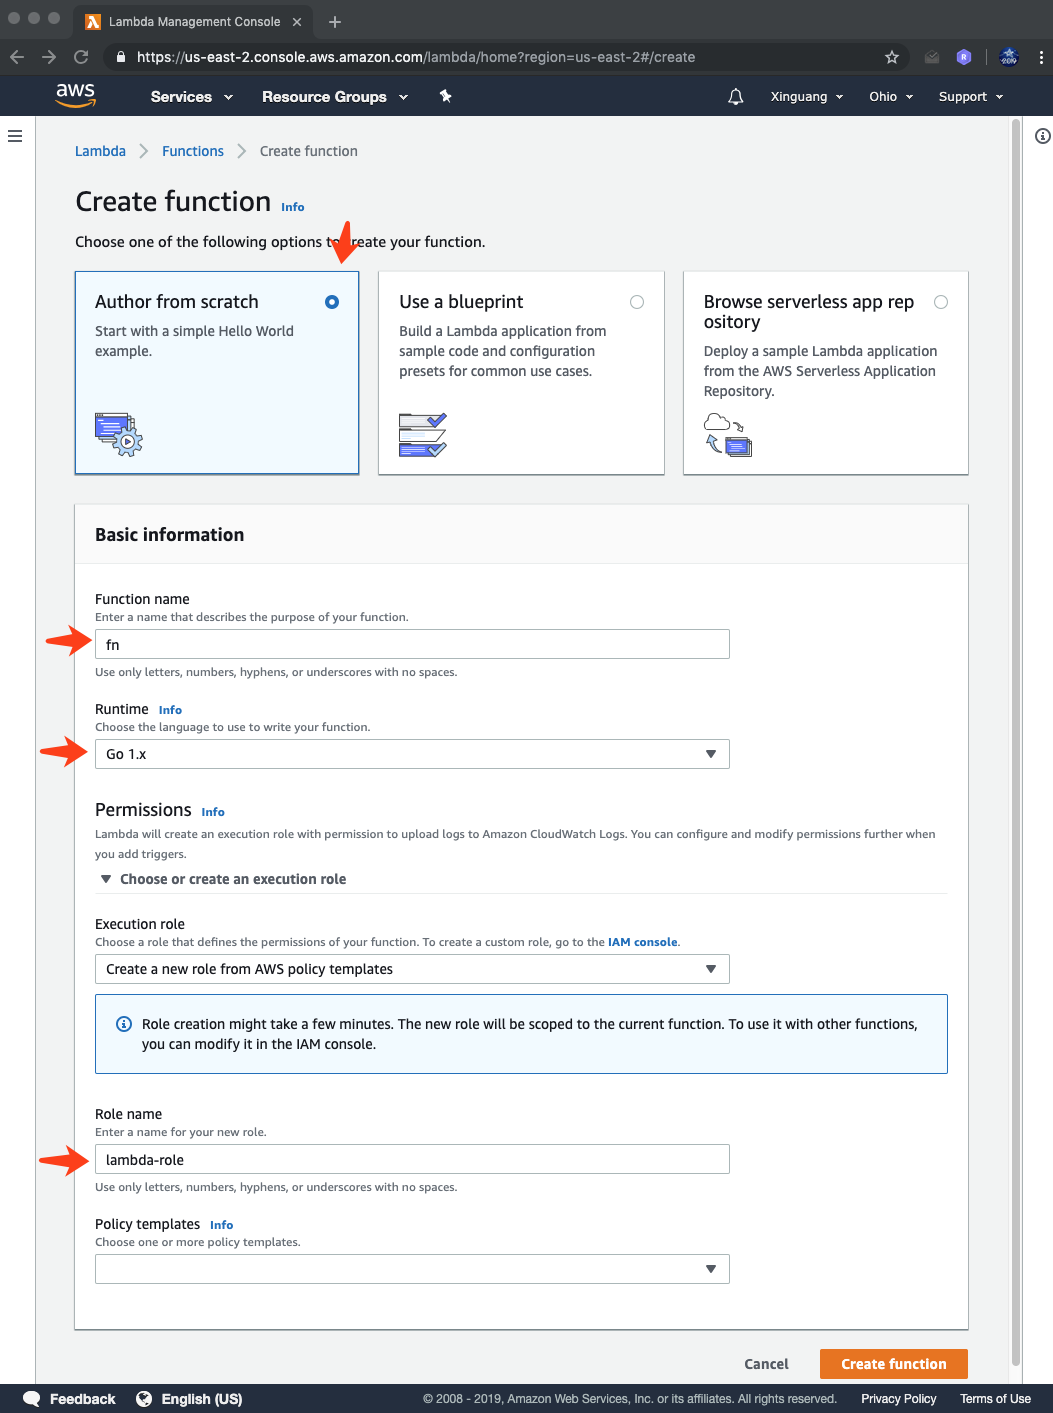 Lambda Management Console
https://us-east-2.console.aws.amazon.com/lambda/home?region=us-east-2#/create
R
2019
aws
Services
Resource Groups
Xinguang
Ohio
Support
Lambda
Functions
Create function
Create function Info
Choose one of the following options to create your function.
Author from scratch
Start with a simple Hello World
example.
Use a blueprint
Build a Lambda application from
sample code and configuration
presets for common use cases.
Browse serverless app rep
ository
Deploy a sample Lambda application
from the AWS Serverless Application
Repository.
Basic information
Function name
Enter a name that describes the purpose of your function.
fn
Use only letters, numbers, hyphens, or underscores with no spaces.
Runtime Info
Choose the language to use to write your function.
Go 1.x
Permissions Info
Lambda will create an execution role with permission to upload logs to Amazon CloudWatch Logs. You can configure and modify permissions further when
you add triggers.
Choose or create an execution role
Execution role
Choose a role that defines the permissions of your function. To create a custom role, go to the IAM console.
Create a new role from AWS policy templates
Role creation might take a few minutes. The new role will be scoped to the current function. To use it with other functions,
you can modify it in the IAM console.
Role name
Enter a name for your new role.
lambda-role
Use only letters, numbers, hyphens, or underscores with no spaces.
Policy templates Info
Choose one or more policy templates.
Cancel
Create function
Feedback
English (US)
© 2008 - 2019, Amazon Web Services, Inc. or its affiliates. All rights reserved.
Privacy Policy
Terms of Use